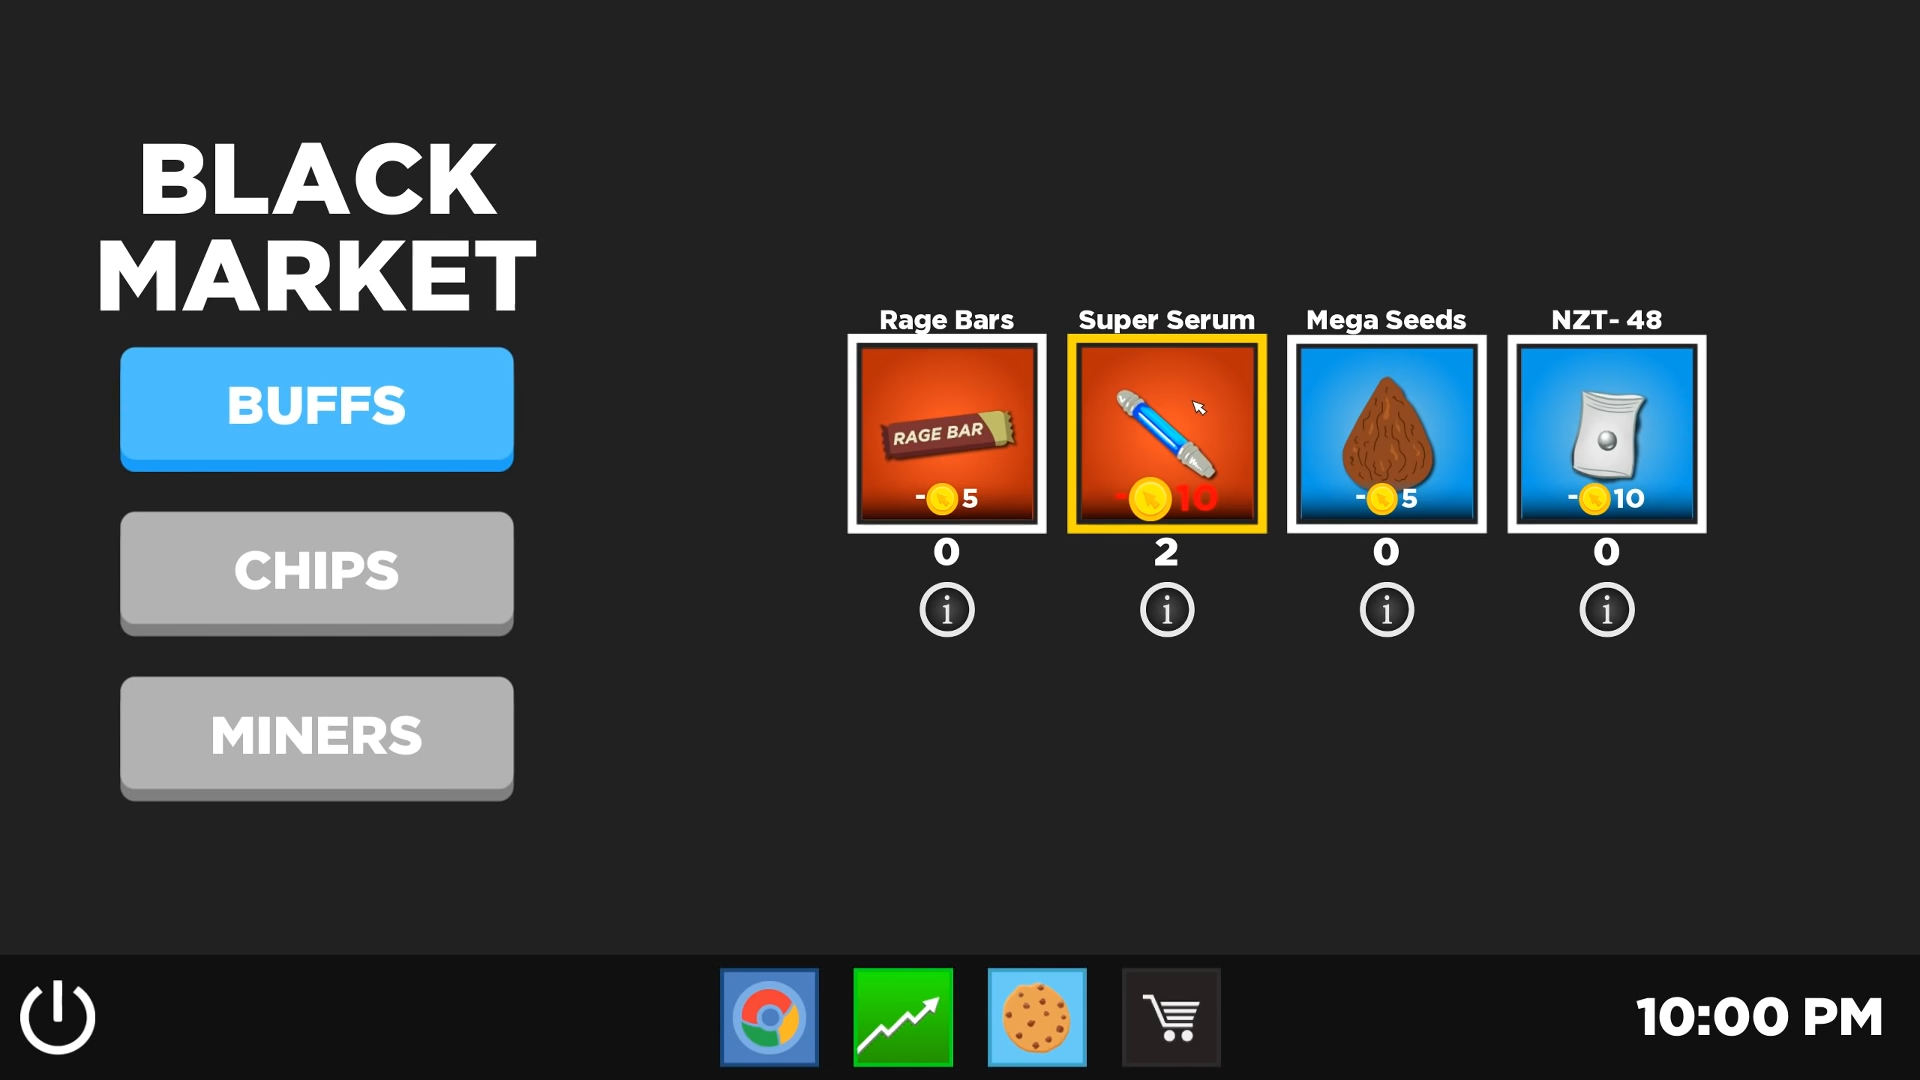 BLACK
MARKET
BUFFS
CHIPS
MINERS
Rage Bars
Super Serum
Mega Seeds
NZT- 48
RAGE BAR
-5
-10
-5
-10
0
2
0
0
i
i
i
i
10:00 PM